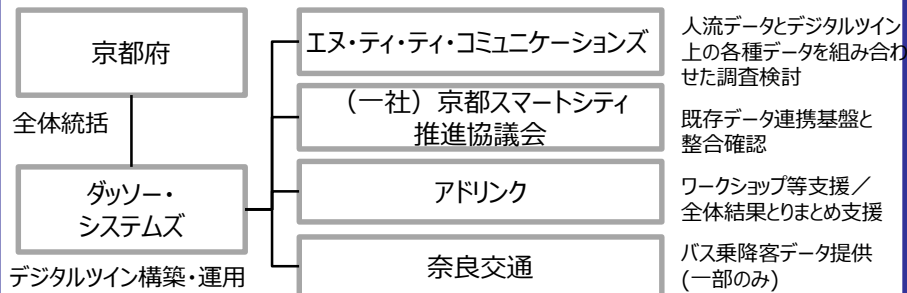 京都府
全体統括
ダッソー・
システムズ
デジタルツイン構築・運用
エヌ・ティ・ティ・コミュニケーションズ
人流データとデジタルツイン
上の各種データを組み合わ
せた調査検討
（一社）京都スマートシティ
推進協議会
既存データ連携基盤と
整合確認
アドリンク
ワークショップ等支援／
全体結果とりまとめ支援
奈良交通
バス乗降客データ提供
(一部のみ)